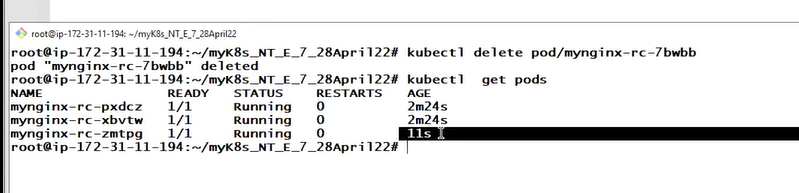 root@ip-172-31-11-194: ~/myK8s_NT_E_7_28April22
root@ip-172-31-11-194:~/myK8s_NT_E_7_28April22# kubectl delete pod/mynginx-rc-7bwbb
pod "mynginx-rc-7bwbb" deleted
root@ip-172-31-11-194:~/myK8s_NT_E_7_28April22# kubectl  get pods
NAME READY STATUS RESTARTS AGE
mynginx-rc-pxdcz 1/1 Running 0 2m24s
mynginx-rc-xbvtw 1/1 Running 0 2m24s
mynginx-rc-zmtpg 1/1 Running 0 11s
root@ip-172-31-11-194:~/myK8s_NT_E_7_28April22#